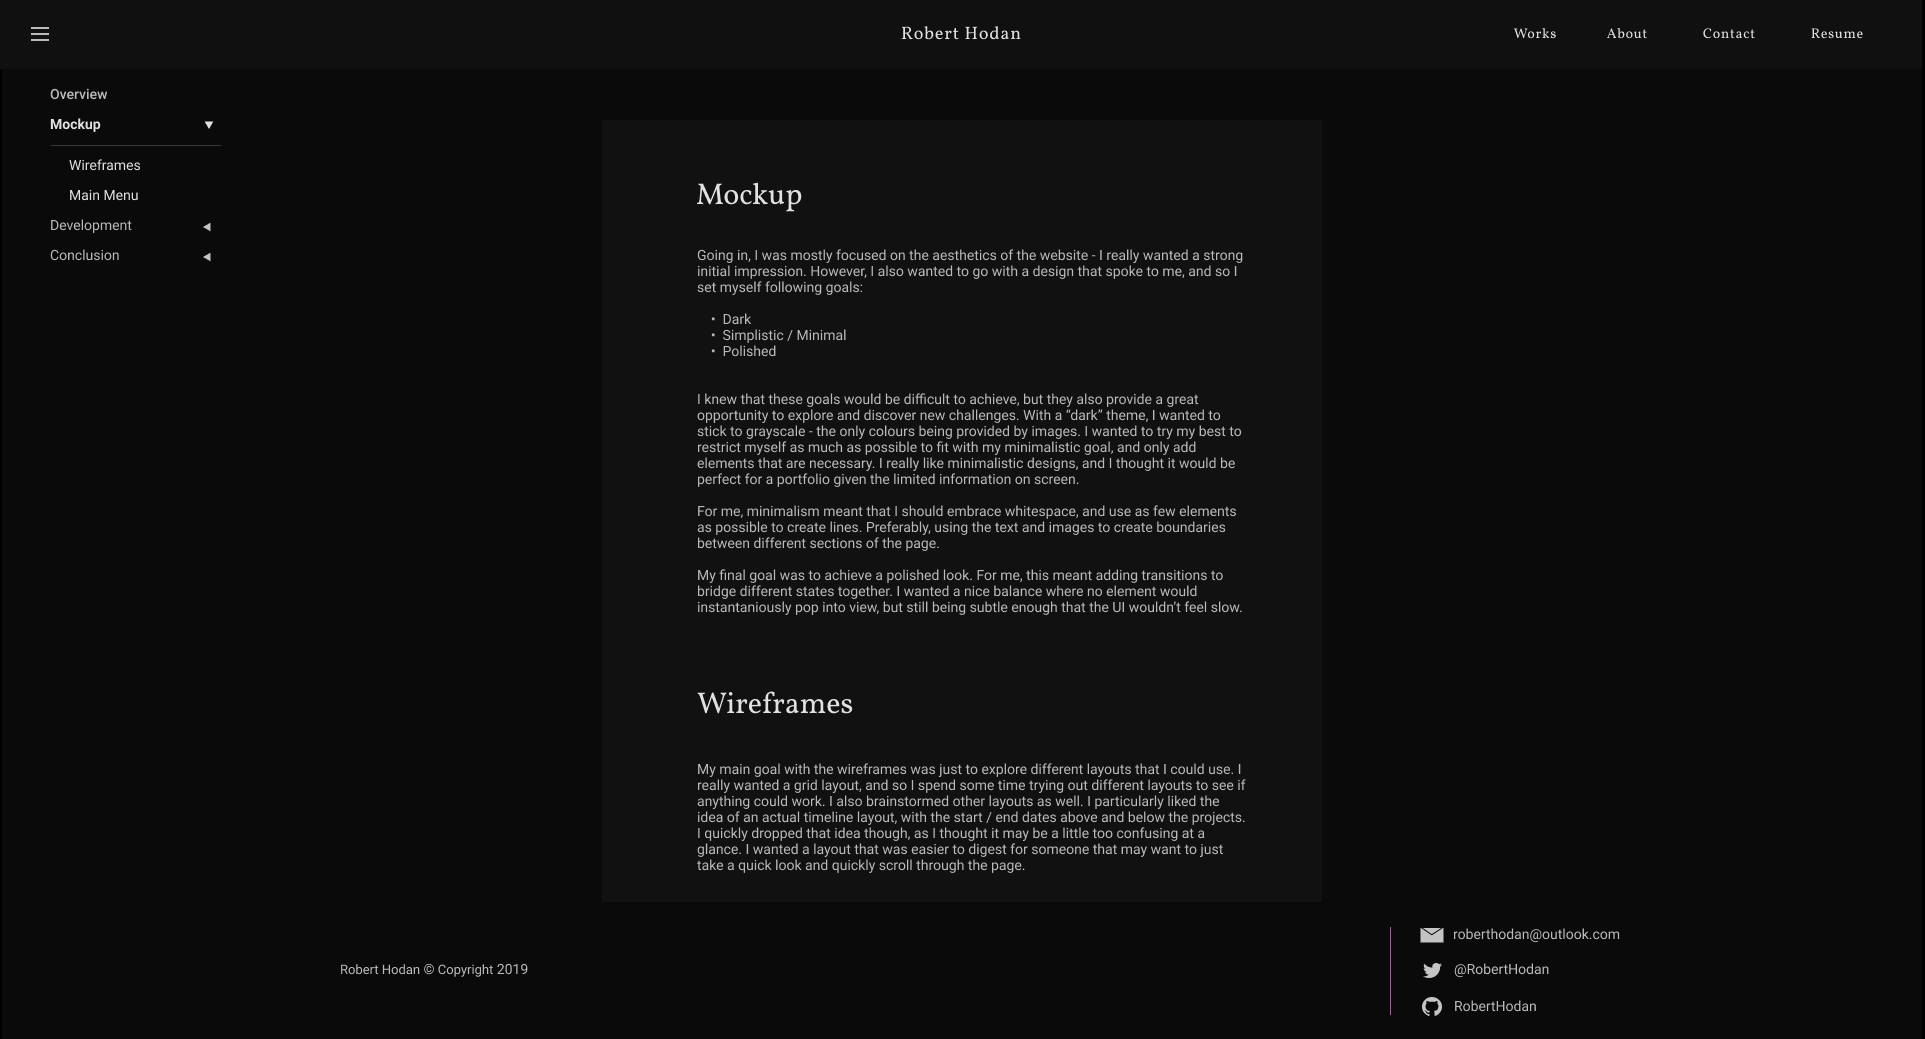 Robert Hodan
Works
About
Contact
Resume
Overview
Mockup
Wireframes
Main Menu
Development
Conclusion
Mockup
Going in, I was mostly focused on the aesthetics of the website - I really wanted a strong
initial impression. However, I also wanted to go with a design that spoke to me, and so I
set myself following goals:
• Dark
• Simplistic / Minimal
• Polished
I knew that these goals would be difficult to achieve, but they also provide a great
opportunity to explore and discover new challenges. With a “dark” theme, I wanted to
stick to grayscale - the only colours being provided by images. I wanted to try my best to
restrict myself as much as possible to fit with my minimalistic goal, and only add
elements that are necessary. I really like minimalistic designs, and I thought it would be
perfect for a portfolio given the limited information on screen.
For me, minimalism meant that I should embrace whitespace, and use as few elements
as possible to create lines. Preferably, using the text and images to create boundaries
between different sections of the page.
My final goal was to achieve a polished look. For me, this meant adding transitions to
bridge different states together. I wanted a nice balance where no element would
instantaniously pop into view, but still being subtle enough that the UI wouldn’t feel slow.
Wireframes
My main goal with the wireframes was just to explore different layouts that I could use. I
really wanted a grid layout, and so I spend some time trying out different layouts to see if
anything could work. I also brainstormed other layouts as well. I particularly liked the
idea of an actual timeline layout, with the start / end dates above and below the projects.
I quickly dropped that idea though, as I thought it may be a little too confusing at a
glance. I wanted a layout that was easier to digest for someone that may want to just
take a quick look and quickly scroll through the page.
roberthodan@outlook.com
Robert Hodan © Copyright 2019
@RobertHodan
RobertHodan